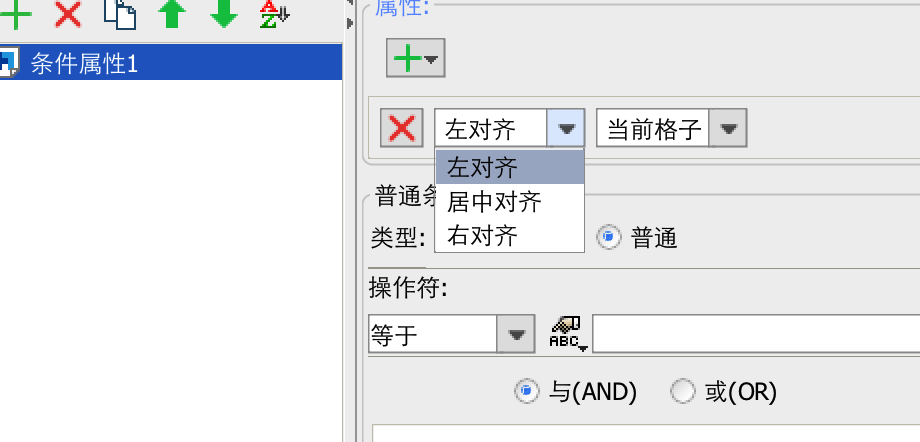 A
Z
条件属性1
属性:
左对齐
当前格子
左对齐
居中对齐
右对齐
普通条
类型:
普通
操作符:
等于
ABC
与(AND)
或(OR)